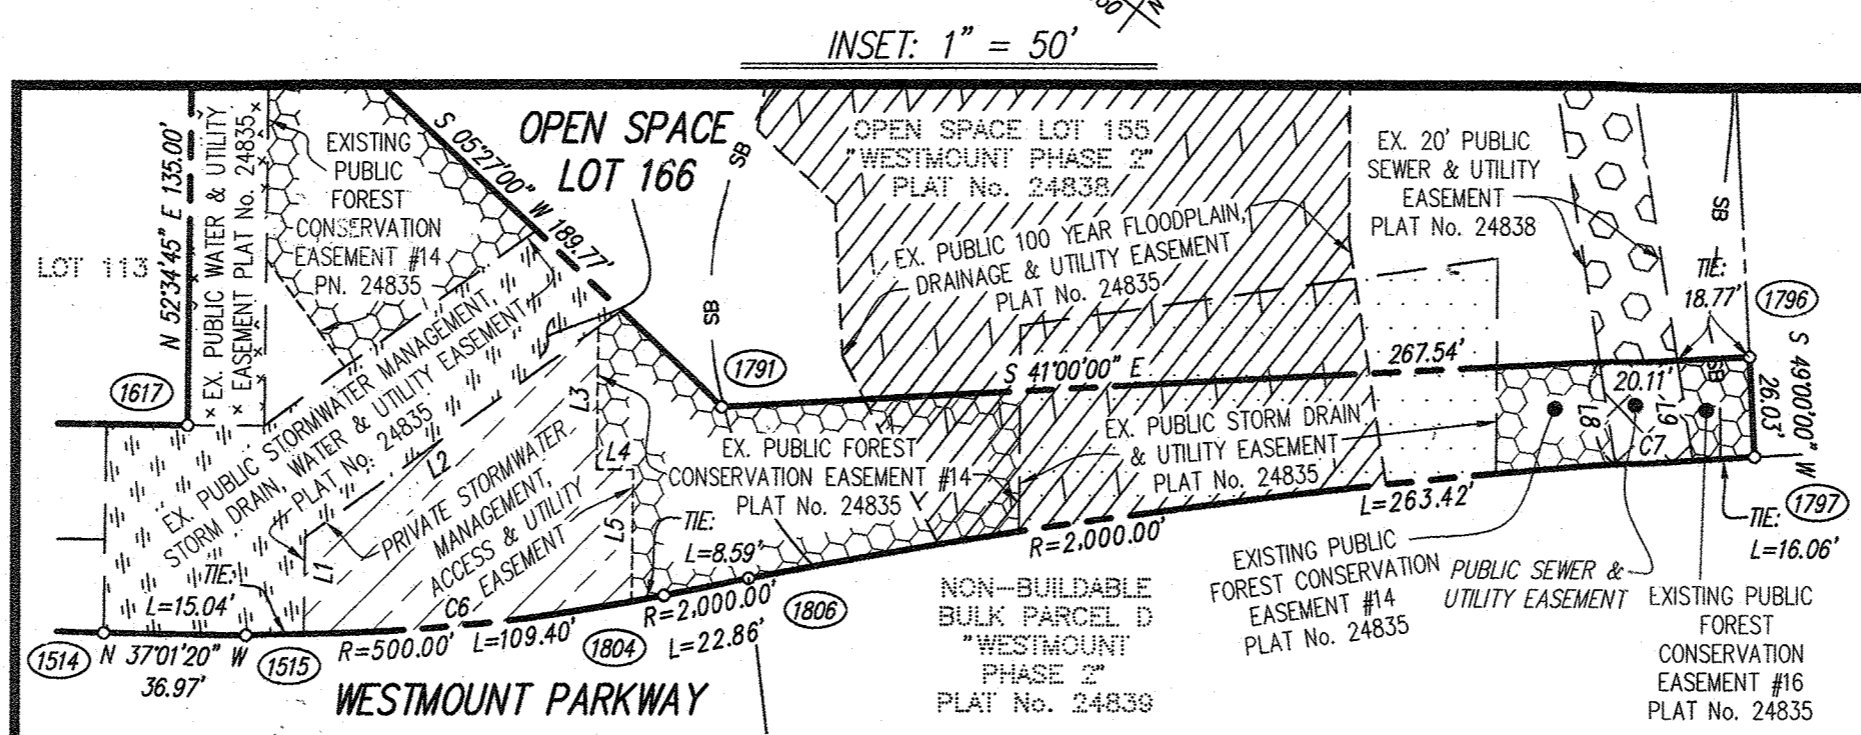 INSET: 1" = 50'
LOT 113
N 52°34'45" E 135.00'
EX. PUBLIC WATER & UTILITY
EASEMENT PLAT No. 24835
EXISTING
PUBLIC
FOREST
CONSERVATION
EASEMENT #14
PN. 24835
S 05°27'00" W 189.77'
OPEN SPACE
LOT 166
SB
SB
OPEN SPACE LOT 155
"WESTMOUNT PHASE 2"
PLAT No. 24838
EX. PUBLIC 100 YEAR FLOODPLAIN,
DRAINAGE & UTILITY EASEMENT
PLAT No. 24835
EX. 20' PUBLIC
SEWER & UTILITY
EASEMENT
PLAT No. 24838
SB
TIE:
18.77'
1796
S 49°00'00" W
26.03'
1617
1791
S 41°00'00" E
267.54'
20.11'
SB
EX. PUBLIC STORMWATER MANAGEMENT,
STORM DRAIN, WATER & UTILITY EASEMENT
PLAT No. 24835
L2
L3
L4
L5
L1
PRIVATE STORMWATER
MANAGEMENT,
ACCESS & UTILITY
EASEMENT
EX. PUBLIC FOREST
CONSERVATION EASEMENT #14
PLAT No. 24835
EX. PUBLIC STORM DRAIN
& UTILITY EASEMENT
PLAT No. 24835
L8
L9
C7
TIE:
L=15.04'
TIE:
L=8.59'
R=2,000.00'
L=263.42'
TIE:
L=16.06'
1797
1514
N 37°01'20" W
36.97'
1515
R=500.00'
C6
L=109.40'
1804
R=2,000.00'
L=22.86'
1806
WESTMOUNT PARKWAY
NON-BUILDABLE
BULK PARCEL D
"WESTMOUNT
PHASE 2"
PLAT No. 24839
EXISTING PUBLIC
FOREST CONSERVATION
EASEMENT #14
PLAT No. 24835
PUBLIC SEWER &
UTILITY EASEMENT
EXISTING PUBLIC
FOREST
CONSERVATION
EASEMENT #16
PLAT No. 24835